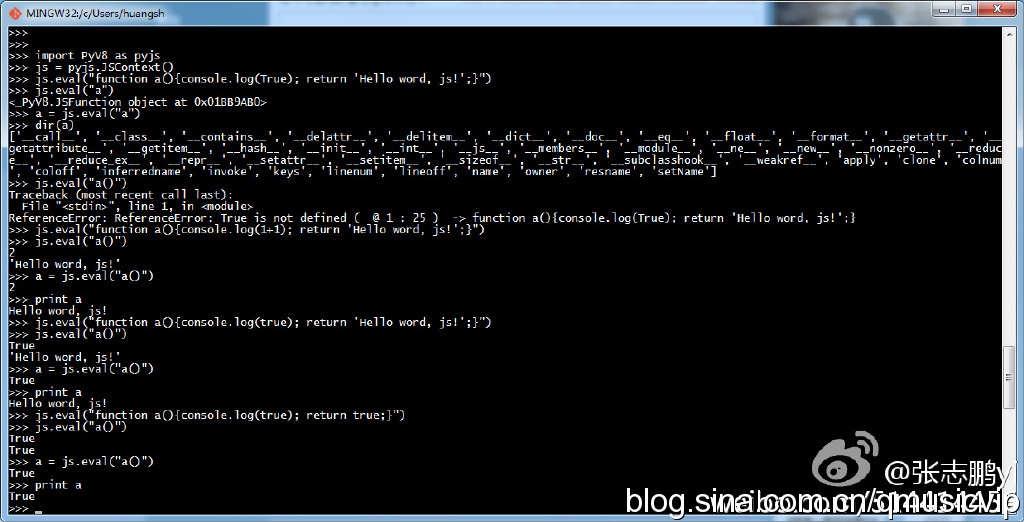 MINGW32:/c/Users/huangsh
>>>
>>>
>>> import PyV8 as pyjs
>>> js = pyjs.JSContext()
>>> js.eval("function a(){console.log(True); return 'Hello word, js!';}")
>>> js.eval("a")
<_PyV8.JSFunction object at 0x01BB9AB0>
>>> a = js.eval("a")
>>> dir(a)
['__call__', '__class__', '__contains__', '__delattr__', '__delitem__', '__dict__', '__doc__', '__eq__', '__float__', '__format__', '__getattr__', '__
getattribute__', '__getitem__', '__hash__', '__init__', '__int__', '__js__', '__members__', '__module__', '__ne__', '__new__', '__nonzero__', '__reduc
e__', '__reduce_ex__', '__repr__', '__setattr__', '__setitem__', '__sizeof__', '__str__', '__subclasshook__', '__weakref__', 'apply', 'clone', 'colnum
', 'coloff', 'inferredname', 'invoke', 'keys', 'linenum', 'lineoff', 'name', 'owner', 'resname', 'setName']
>>> js.eval("a()")
Traceback (most recent call last):
  File "<stdin>", line 1, in <module>
ReferenceError: ReferenceError: True is not defined (  @ 1 : 25 )  -> function a(){console.log(True); return 'Hello word, js!';}
>>> js.eval("function a(){console.log(1+1); return 'Hello word, js!';}")
>>> js.eval("a()")
2
'Hello word, js!'
>>> a = js.eval("a()")
2
>>> print a
Hello word, js!
>>> js.eval("function a(){console.log(true); return 'Hello word, js!';}")
>>> js.eval("a()")
True
'Hello word, js!'
>>> a = js.eval("a()")
True
>>> print a
Hello word, js!
>>> js.eval("function a(){console.log(true); return true;}")
>>> js.eval("a()")
True
True
>>> a = js.eval("a()")
True
>>> print a
True
>>>
@张志鹏y
blog.sina.com.cn/qmusicvip